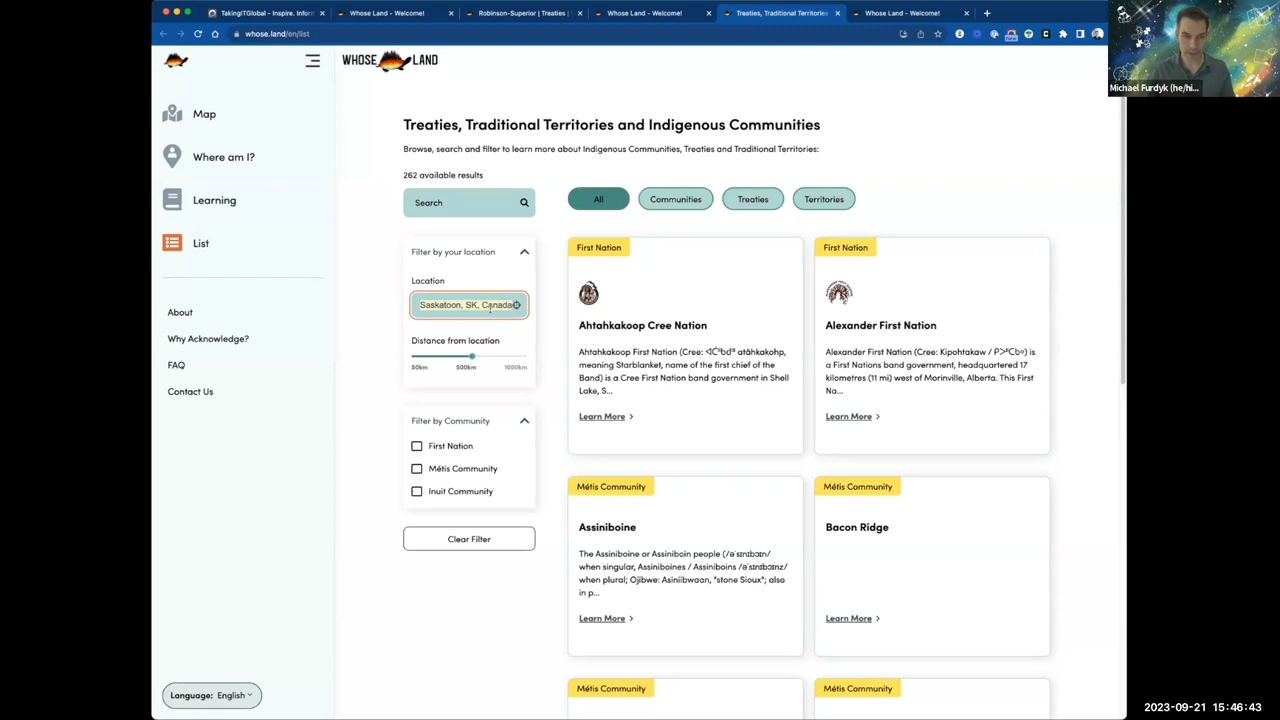 TakingITGlobal - Inspire. Inform
Whose Land - Welcome!
Robinson-Superior | Treaties |
Whose Land - Welcome!
Treaties, Traditional Territories
Whose Land - Welcome!
whose.land/en/list
WHOSE LAND
Map
Where am I?
Learning
List
About
Why Acknowledge?
FAQ
Contact Us
Language: English
Treaties, Traditional Territories and Indigenous Communities
Browse, search and filter to learn more about Indigenous Communities, Treaties and Traditional Territories:
262 available results
Search
All
Communities
Treaties
Territories
Filter by your location
Location
Saskatoon, SK, Canada
Distance from location
50km
500km
1000km
Filter by Community
First Nation
Métis Community
Inuit Community
Clear Filter
First Nation
Ahtahkakoop Cree Nation
Ahtahkakoop First Nation (Cree: atâhkakohp,
meaning Starblanket, name of the first chief of the
Band) is a Cree First Nation band government in Shell
Lake, S...
Learn More
First Nation
Alexander First Nation
Alexander First Nation (Cree: Kipohtakaw / ) is
a First Nations band government, headquartered 17
kilometres (11 mi) west of Morinville, Alberta. This First
Na...
Learn More
Métis Community
Assiniboine
The Assiniboine or Assiniboin people (/əˈsɪnɪbɔɪn/
when singular, Assiniboines / Assiniboins /əˈsɪnɪbɔɪnz/
when plural; Ojibwe: Asiniibwaan, "stone Sioux"; also
in p...
Learn More
Métis Community
Bacon Ridge
Learn More
Métis Community
Métis Community
Michael Furdyk (he/hi...
2023-09-21 15:46:43